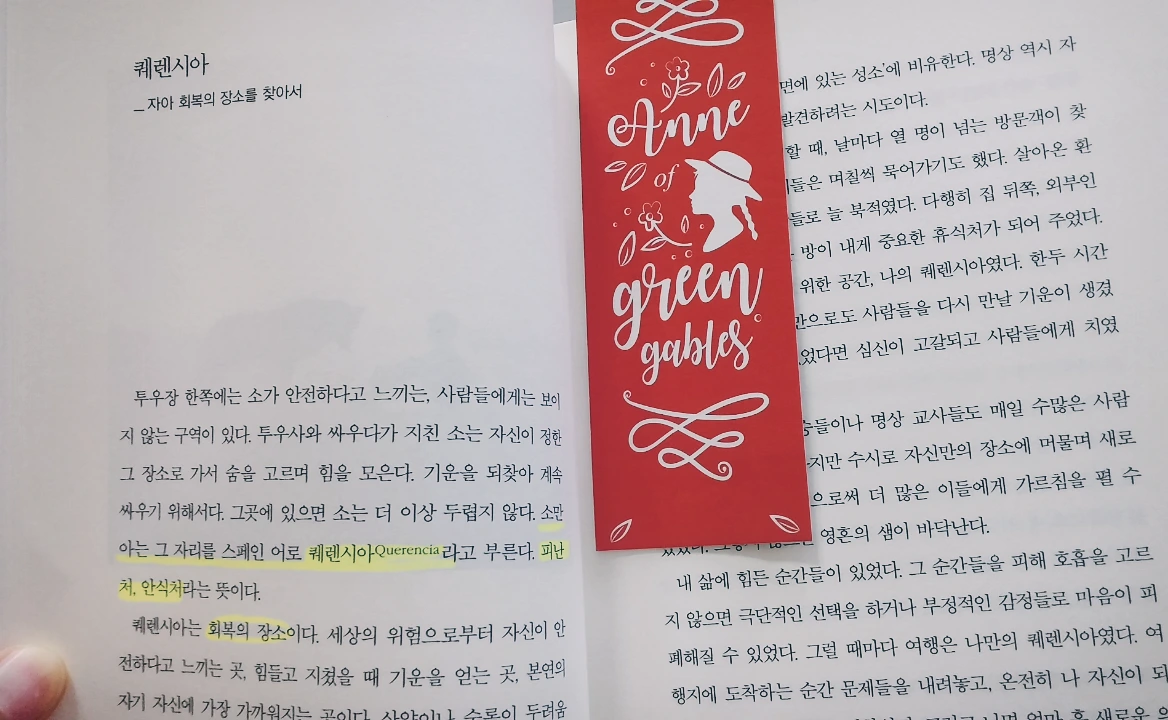 퀘렌시아
_ 자아 회복의 장소를 찾아서
투우장 한쪽에는 소가 안전하다고 느끼는, 사람들에게는 보이
지 않는 구역이 있다. 투우사와 싸우다가 지친 소는 자신이 정한
그 장소로 가서 숨을 고르며 힘을 모은다. 기운을 되찾아 계속
싸우기 위해서다. 그곳에 있으면 소는 더 이상 두렵지 않다. 소만
아는 그 자리를 스페인 어로 퀘렌시아Querencia라고 부른다. 피난
처, 안식처라는 뜻이다.
퀘렌시아는 회복의 장소이다. 세상의 위험으로부터 자신이 안
전하다고 느끼는 곳, 힘들고 지쳤을 때 기운을 얻는 곳, 본연의
자기 자신에 가장 가까워지는 곳이다. 산양이나
Anne
of
green
gables
면에 있는 성소'에 비유한다. 명상 역시 자
발견하려는 시도이다.
할 때, 날마다 열 명이 넘는 방문객이 찾
들은 며칠씩 묵어가기도 했다. 살아온 환
들로 늘 북적였다. 다행히 집 뒤쪽, 외부인
방이 내게 중요한 휴식처가 되어 주었다.
위한 공간, 나의 퀘렌시아였다. 한두 시간
만으로도 사람들을 다시 만날 기운이 생겼
었다면 심신이 고갈되고 사람들에게 치였
승들이나 명상 교사들도 매일 수많은 사람
지만 수시로 자신만의 장소에 머물며 새로
으로써 더 많은 이들에게 가르침을 펼 수
영혼의 샘이 바닥난다.
내 삶에 힘든 순간들이 있었다. 그 순간들을 피해 호흡을 고르
지 않으면 극단적인 선택을 하거나 부정적인 감정들로 마음이 피
폐해질 수 있었다. 그럴 때마다 여행은 나만의 퀘렌시아였다. 여
행지에 도착하는 순간 문제들을 내려놓고, 온전히 나 자신이 되